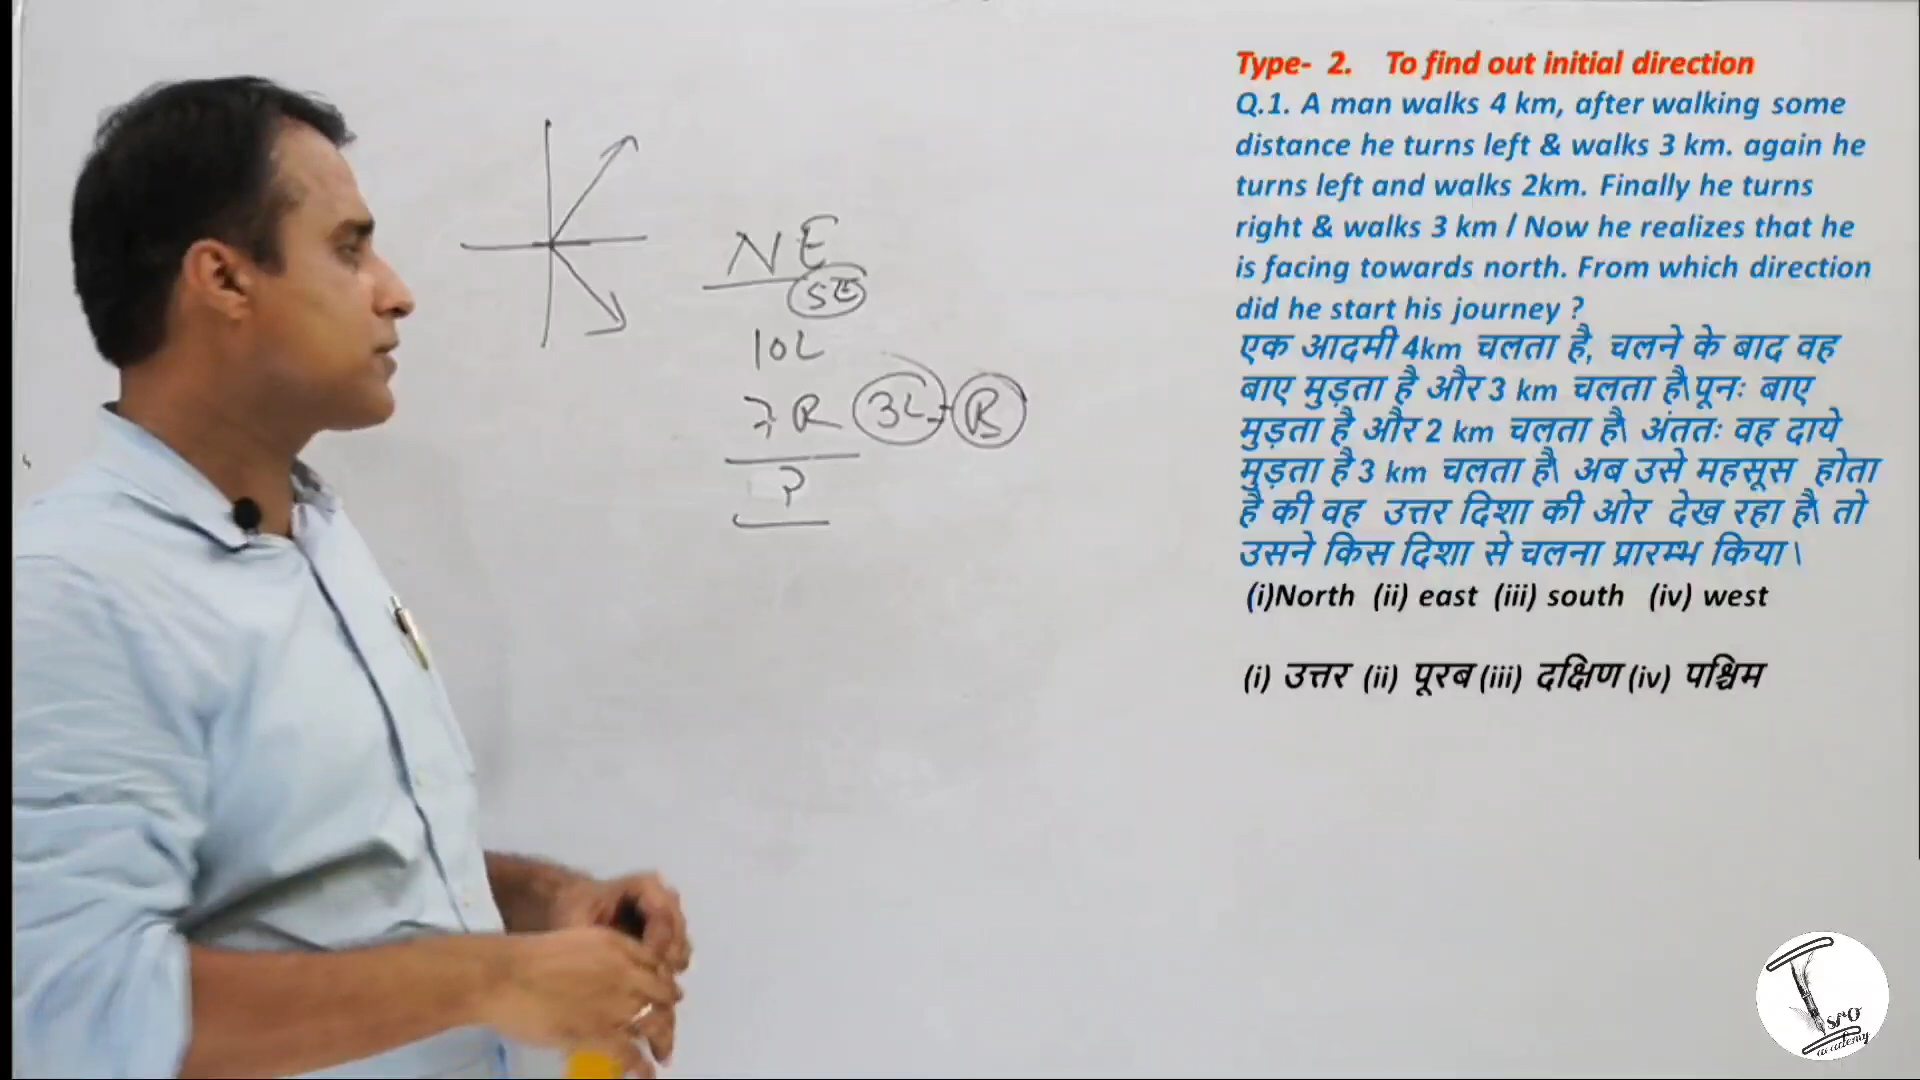 NE
SE
10L
7R 3L = R
?
Type- 2. To find out initial direction
Q.1. A man walks 4 km, after walking some
distance he turns left & walks 3 km. again he
turns left and walks 2km. Finally he turns
right & walks 3 km / Now he realizes that he
is facing towards north. From which direction
did he start his journey ?
एक आदमी 4km चलता है, चलने के बाद वह
बाए मुड़ता है और 3 km चलता है\ पूनः बाए
मुड़ता है और 2 km चलता है\ अंततः वह दाये
मुड़ता है 3 km चलता है\ अब उसे महसूस होता
है की वह उत्तर दिशा की ओर देख रहा है\ तो
उसने किस दिशा से चलना प्रारम्भ किया \
(i)North (ii) east (iii) south (iv) west
(i) उत्तर (ii) पूरब (iii) दक्षिण (iv) पश्चिम
sro
academy